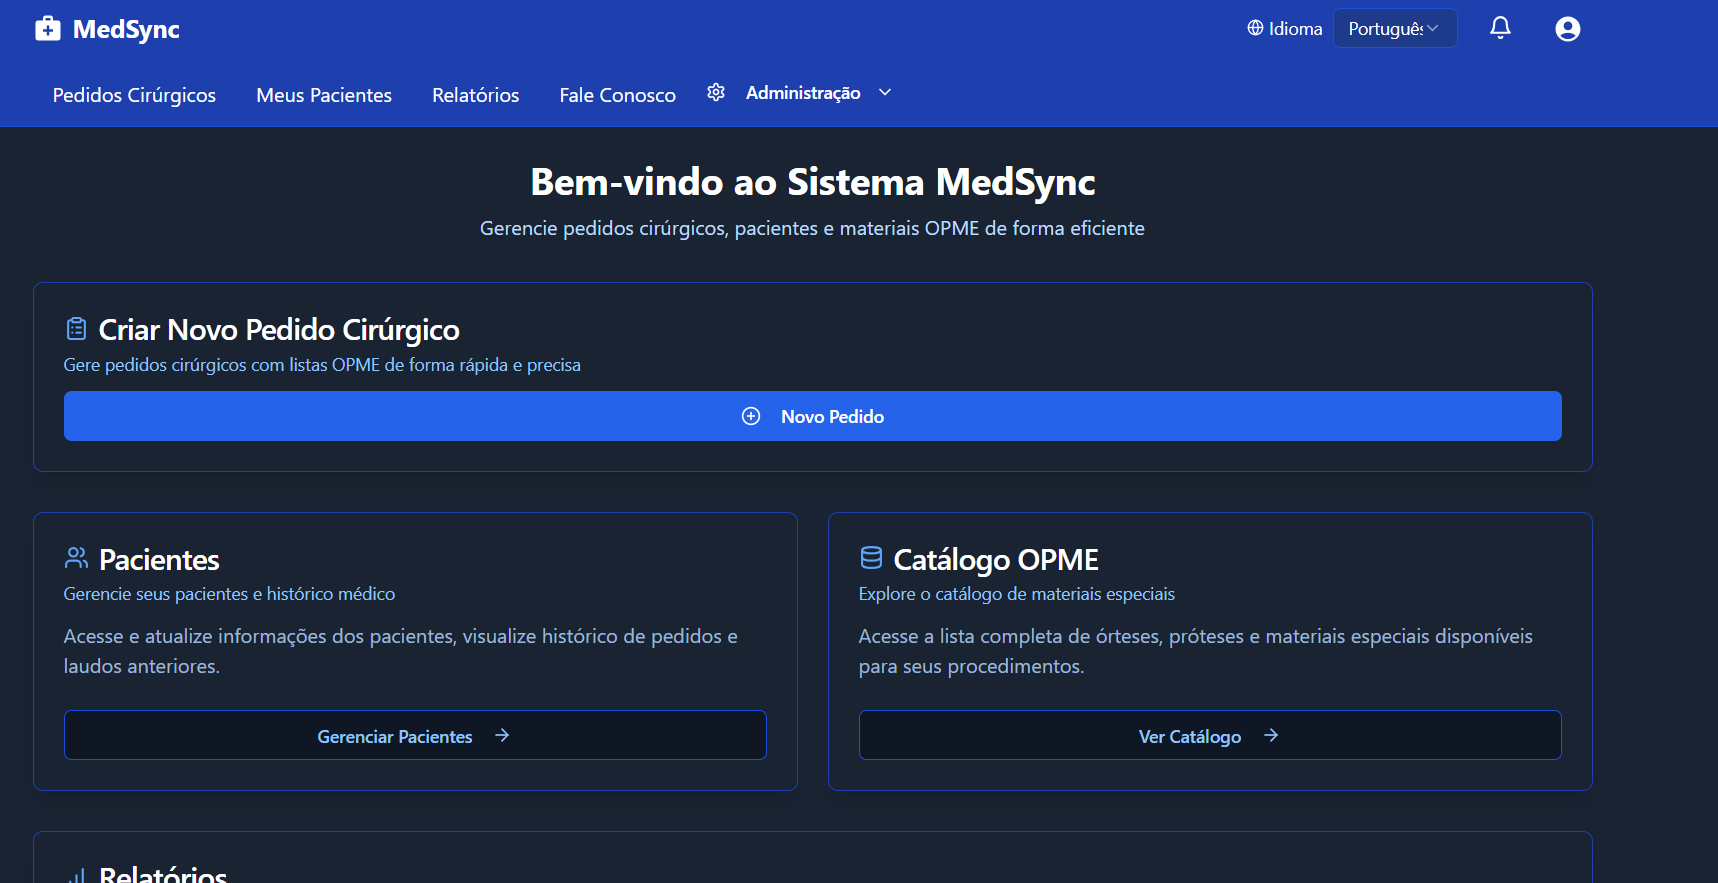 MedSync
Idioma
Português
Pedidos Cirúrgicos
Meus Pacientes
Relatórios
Fale Conosco
Administração
Bem-vindo ao Sistema MedSync
Gerencie pedidos cirúrgicos, pacientes e materiais OPME de forma eficiente
Criar Novo Pedido Cirúrgico
Gere pedidos cirúrgicos com listas OPME de forma rápida e precisa
Novo Pedido
Pacientes
Gerencie seus pacientes e histórico médico
Acesse e atualize informações dos pacientes, visualize histórico de pedidos e
laudos anteriores.
Gerenciar Pacientes
Catálogo OPME
Explore o catálogo de materiais especiais
Acesse a lista completa de órteses, próteses e materiais especiais disponíveis
para seus procedimentos.
Ver Catálogo
Relatórios